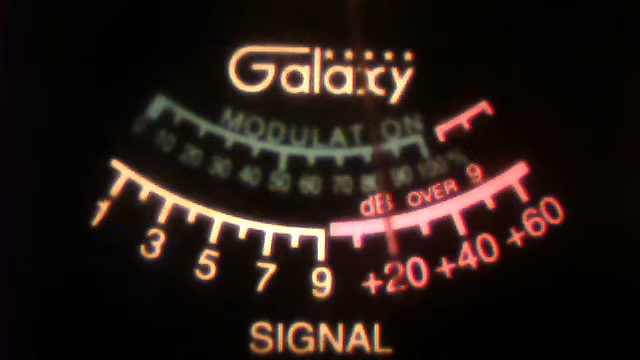 Galaxy
MODULATION
10 20 30 40 50 60 70 80 90 100%
dB OVER 9
1 3 5 7 9 +20 +40 +60
SIGNAL